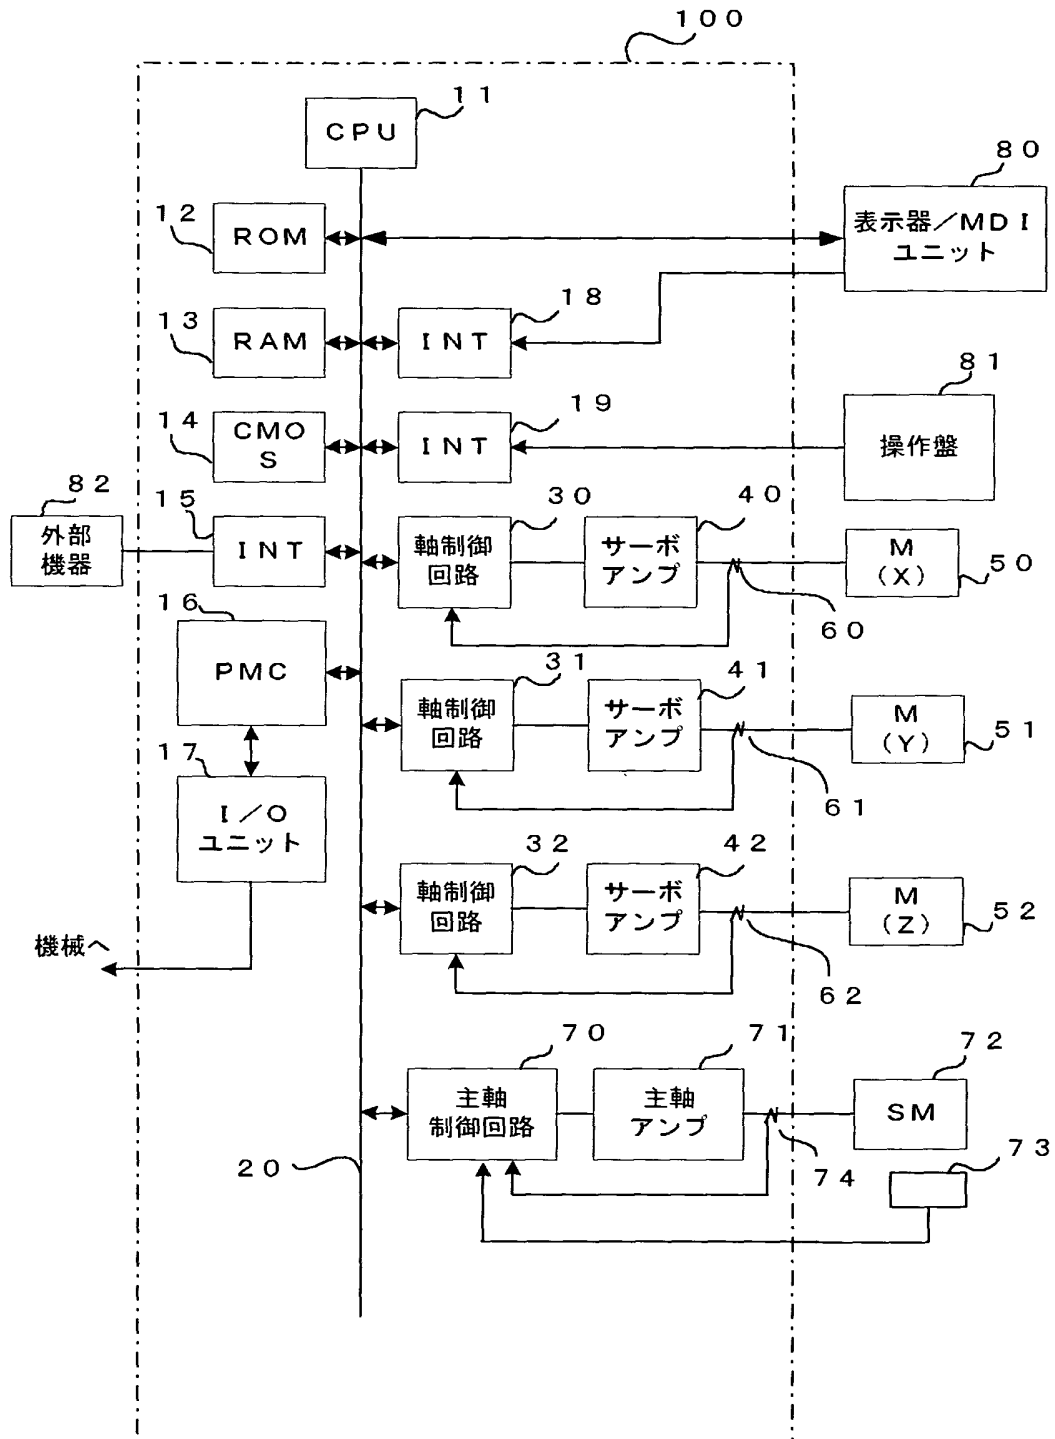 100
11
CPU
80
12
ROM
表示器/MDI
ユニット
18
13
RAM
INT
81
19
14
CMO
S
INT
操作盤
82
15
30
40
外部
機器
INT
軸制御
回路
サーボ
アンプ
M
(X)
50
60
16
PMC
31
41
軸制御
回路
サーボ
アンプ
M
(Y)
51
61
17
I/O
ユニット
32
42
軸制御
回路
サーボ
アンプ
M
(Z)
52
62
機械へ
70
71
72
主軸
制御回路
主軸
アンプ
SM
74
73
20